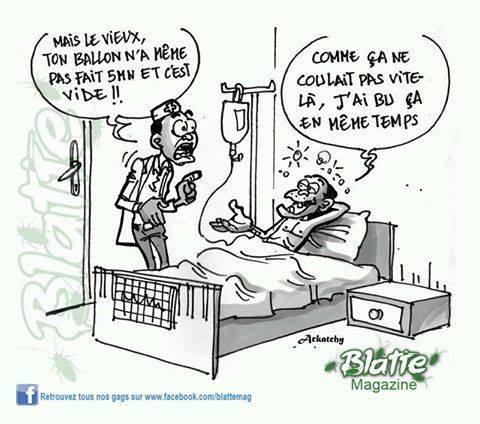 MAIS LE VIEUX,
TON BALLON N'A MÊME
PAS FAIT 5MN ET C'EST
VIDE !!
COMME ÇA NE
COULAIT PAS VITE-
LÀ, J'AI BU ÇA
EN MÊME TEMPS
Blatte
Ackatchy
Blatte
Magazine
f Retrouvez tous nos gags sur www.facebook.com/blattemag